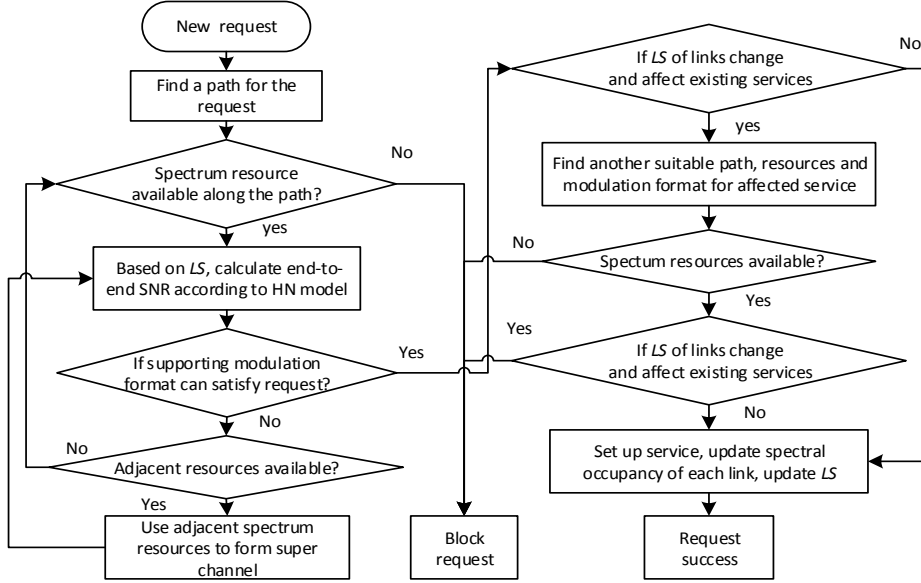 New request
Find a path for the
request
No
Spectrum resource
available along the path?
yes
Based on LS, calculate end-to-
end SNR according to HN model
If supporting modulation
format can satisfy request?
Yes
No
No
Adjacent resources available?
Yes
Use adjacent spectrum
resources to form super
channel
Block
request
If LS of links change
and affect existing services
No
yes
Find another suitable path, resources and
modulation format for affected service
No
Spectum resources available?
Yes
Yes
If LS of links change
and affect existing services
No
Set up service, update spectral
occupancy of each link, update LS
Request
success